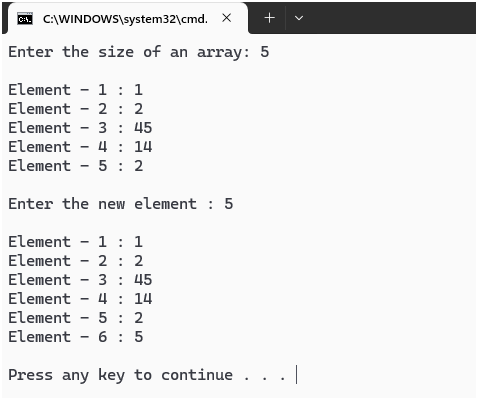 C:\WINDOWS\system32\cmd.
Enter the size of an array: 5
Element - 1 : 1
Element - 2 : 2
Element - 3 : 45
Element - 4 : 14
Element - 5 : 2
Enter the new element : 5
Element - 1 : 1
Element - 2 : 2
Element - 3 : 45
Element - 4 : 14
Element - 5 : 2
Element - 6 : 5
Press any key to continue . . .